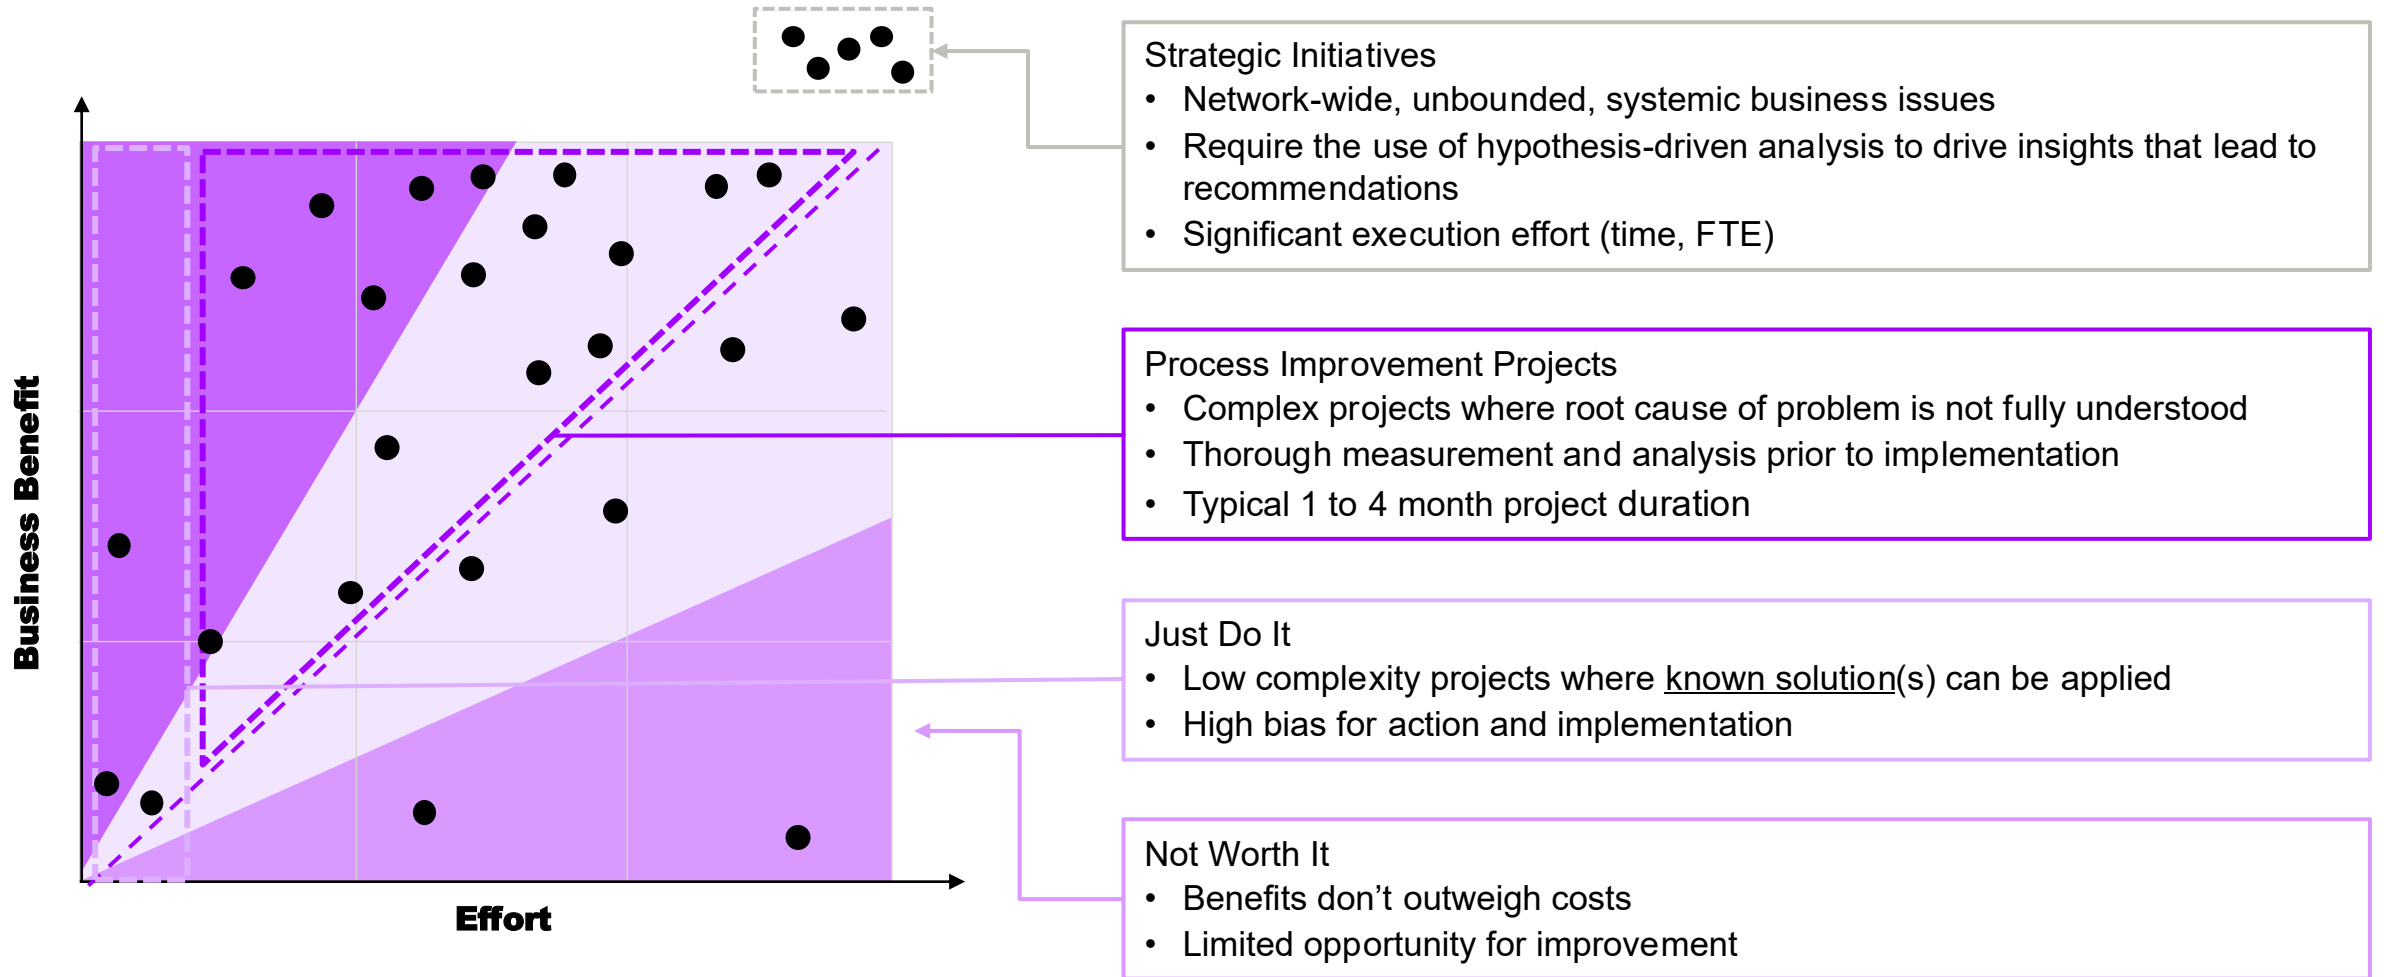 Strategic Initiatives
• Network-wide, unbounded, systemic business issues
• Require the use of hypothesis-driven analysis to drive insights that lead to
recommendations
• Significant execution effort (time, FTE)
Process Improvement Projects
• Complex projects where root cause of problem is not fully understood
• Thorough measurement and analysis prior to implementation
• Typical 1 to 4 month project duration
Just Do It
• Low complexity projects where known solution(s) can be applied
• High bias for action and implementation
Not Worth It
• Benefits don’t outweigh costs
• Limited opportunity for improvement
Business Benefit
Effort